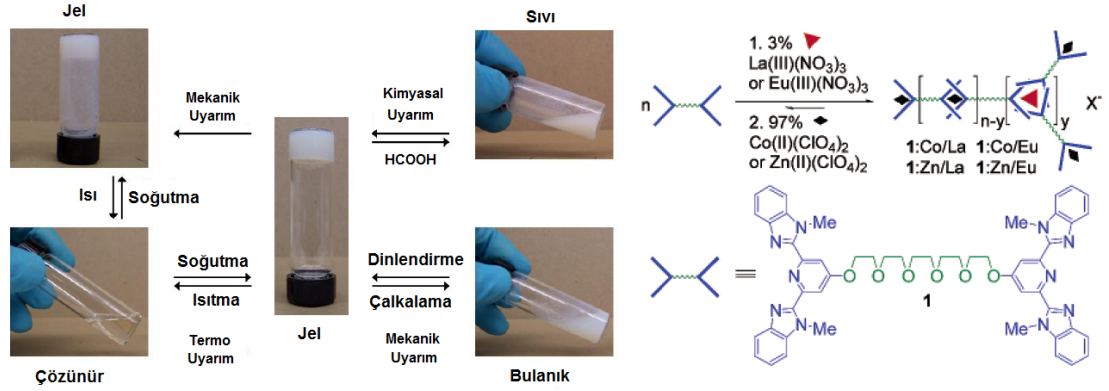 Jel
Sıvı
Mekanik
Uyarım
Kimyasal
Uyarım
HCOOH
Isı
Soğutma
Soğutma
Isıtma
Termo
Uyarım
Dinlendirme
Çalkalama
Mekanik
Uyarım
Jel
Çözünür
Bulanık
n
1. 3%
La(III)(NO3)3
or Eu(III)(NO3)3
2. 97%
Co(II)(ClO4)2
or Zn(II)(ClO4)2
n-y
y
X-
1:Co/La 1:Co/Eu
1:Zn/La 1:Zn/Eu
N-Me
N
N
O O O O O O
N
N
Me-N
N
N
N-Me
1
Me-N
N